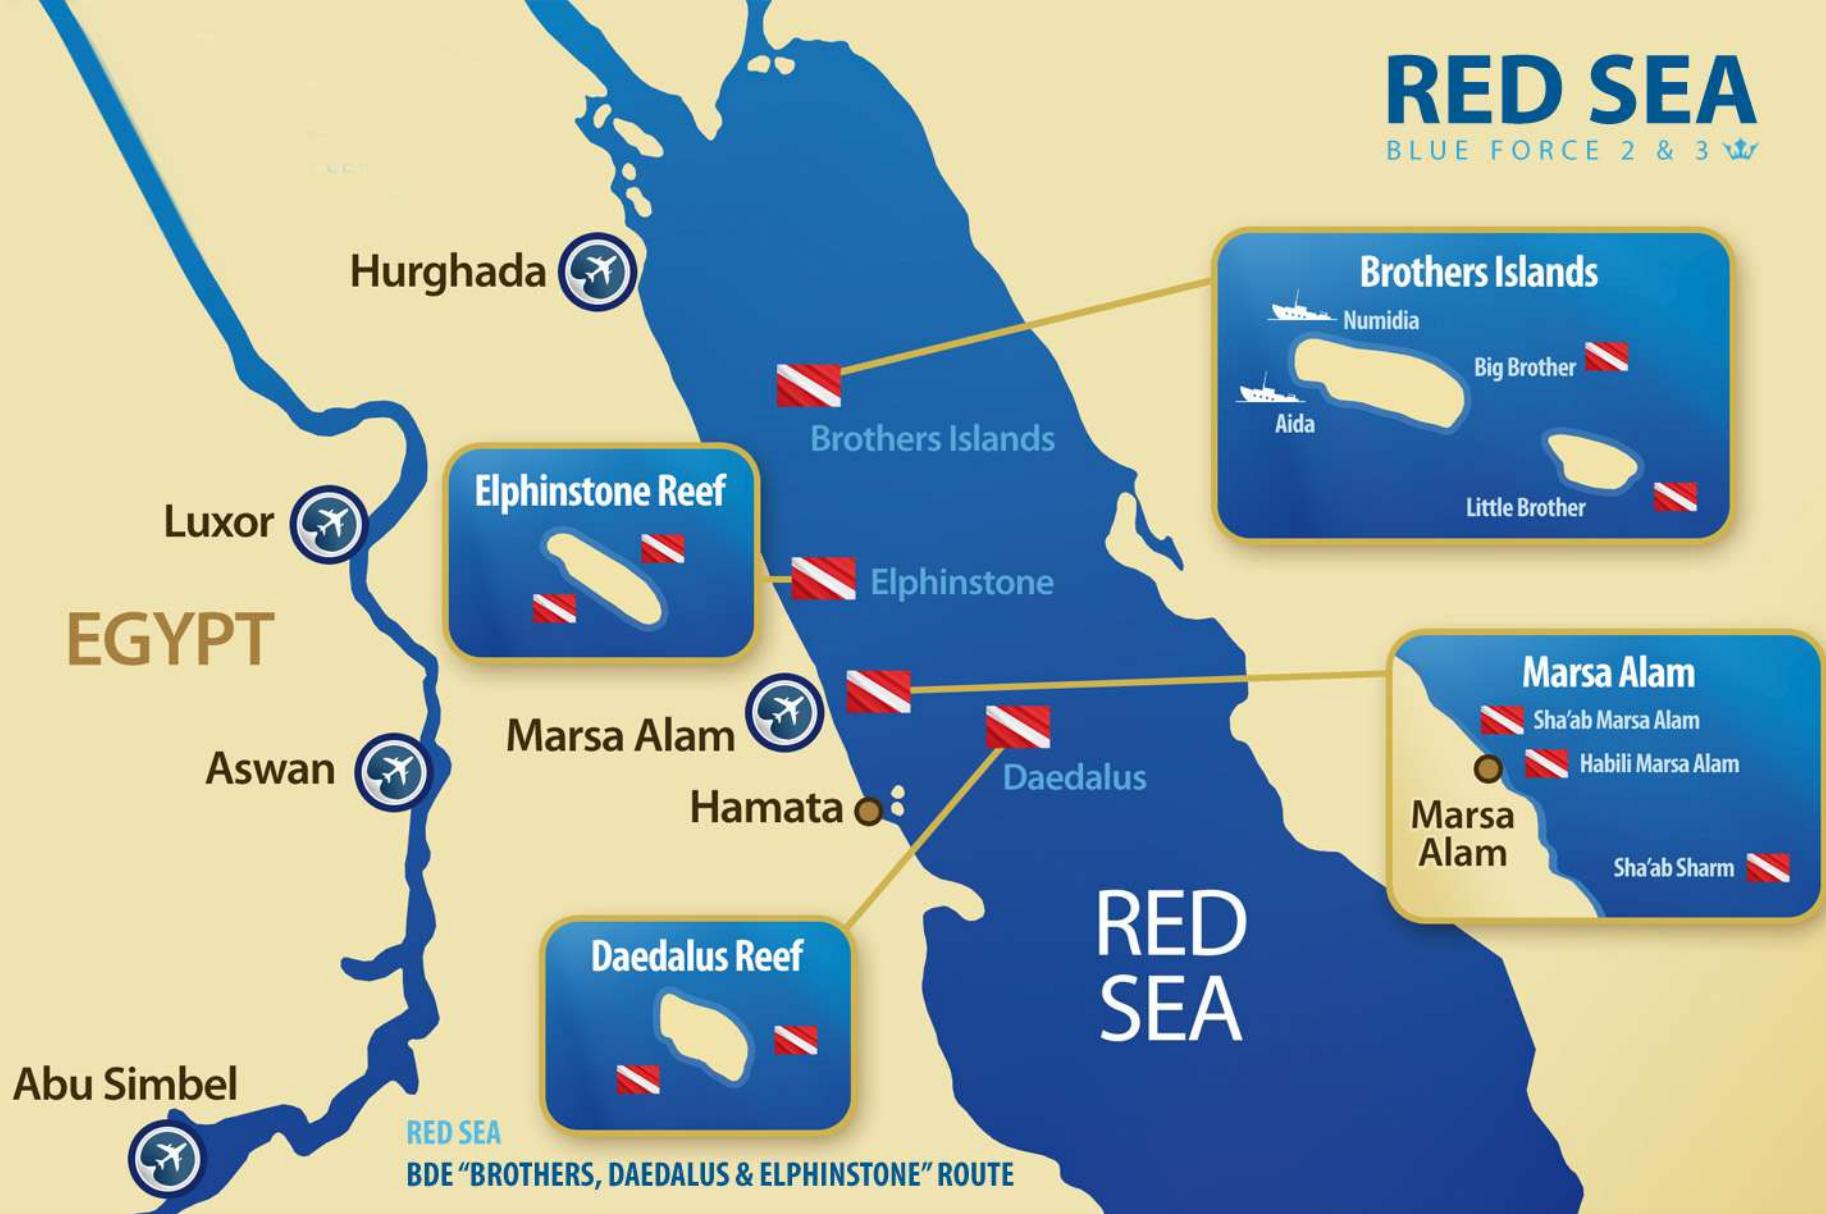 RED SEA
BLUE FORCE 2 & 3
Hurghada
Brothers Islands
Numidia
Big Brother
Aida
Little Brother
Brothers Islands
Elphinstone Reef
Luxor
Elphinstone
EGYPT
Marsa Alam
Sha'ab Marsa Alam
Habili Marsa Alam
Marsa
Alam
Sha'ab Sharm
Marsa Alam
Aswan
Daedalus
Hamata
RED
SEA
Daedalus Reef
Abu Simbel
RED SEA
BDE “BROTHERS, DAEDALUS & ELPHINSTONE” ROUTE